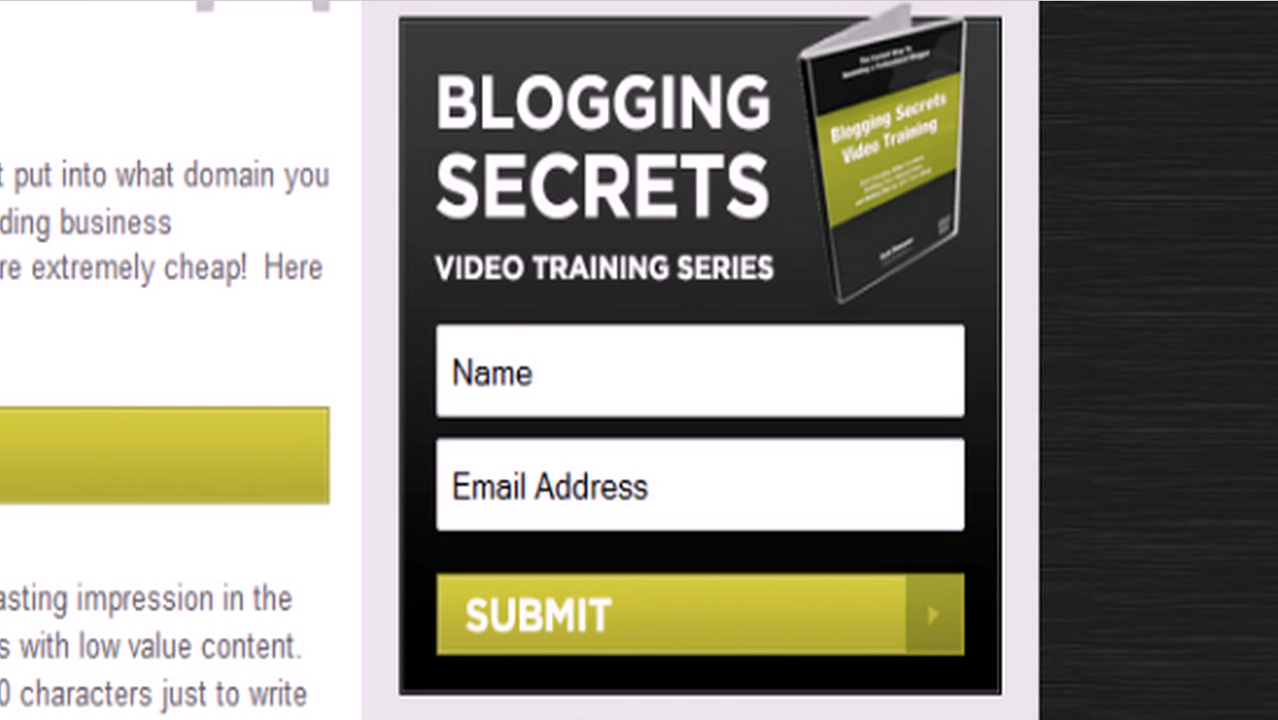 t put into what domain you
ding business
re extremely cheap!  Here
asting impression in the
s with low value content.
0 characters just to write
BLOGGING
SECRETS
VIDEO TRAINING SERIES
Blogging Secrets
Video Training
Name
Email Address
SUBMIT